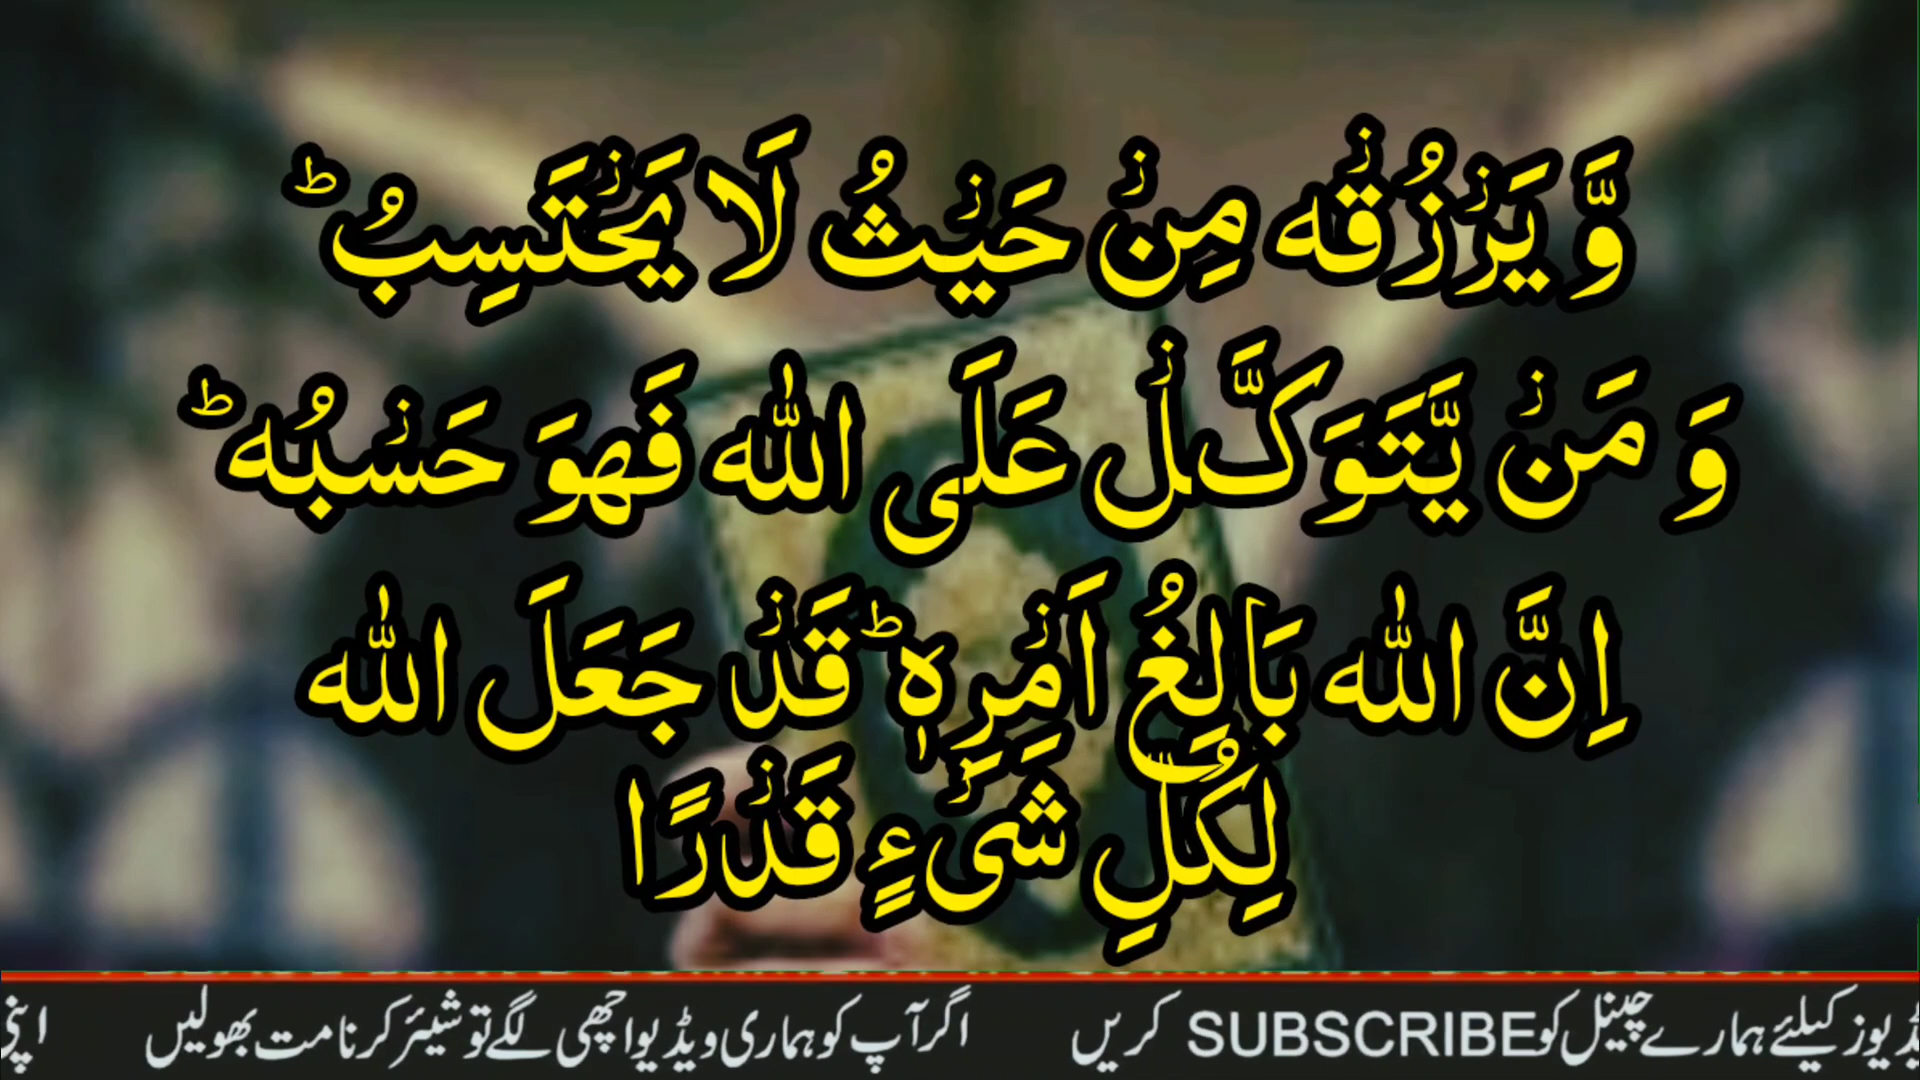 وَّ يَرۡزُقۡه مِنۡ حَيۡثُ لَا يَحۡتَسِبُ ؕ
وَ مَنۡ يَّتَوَكَّلۡ عَلَى الله فَهوَ حَسۡبُه ؕ
اِنَّ الله بَالِغُ اَمۡرِہٖ ؕ قَدۡ جَعَلَ الله
لِكُلِّ شَىۡءٍ قَدۡرًا
کیلئے ہمارے چینل کو SUBSCRIBE کریں اگر آپ کو ہماری ویڈیو اچھی لگے تو شیئر کرنا مت بھولیں اپنی